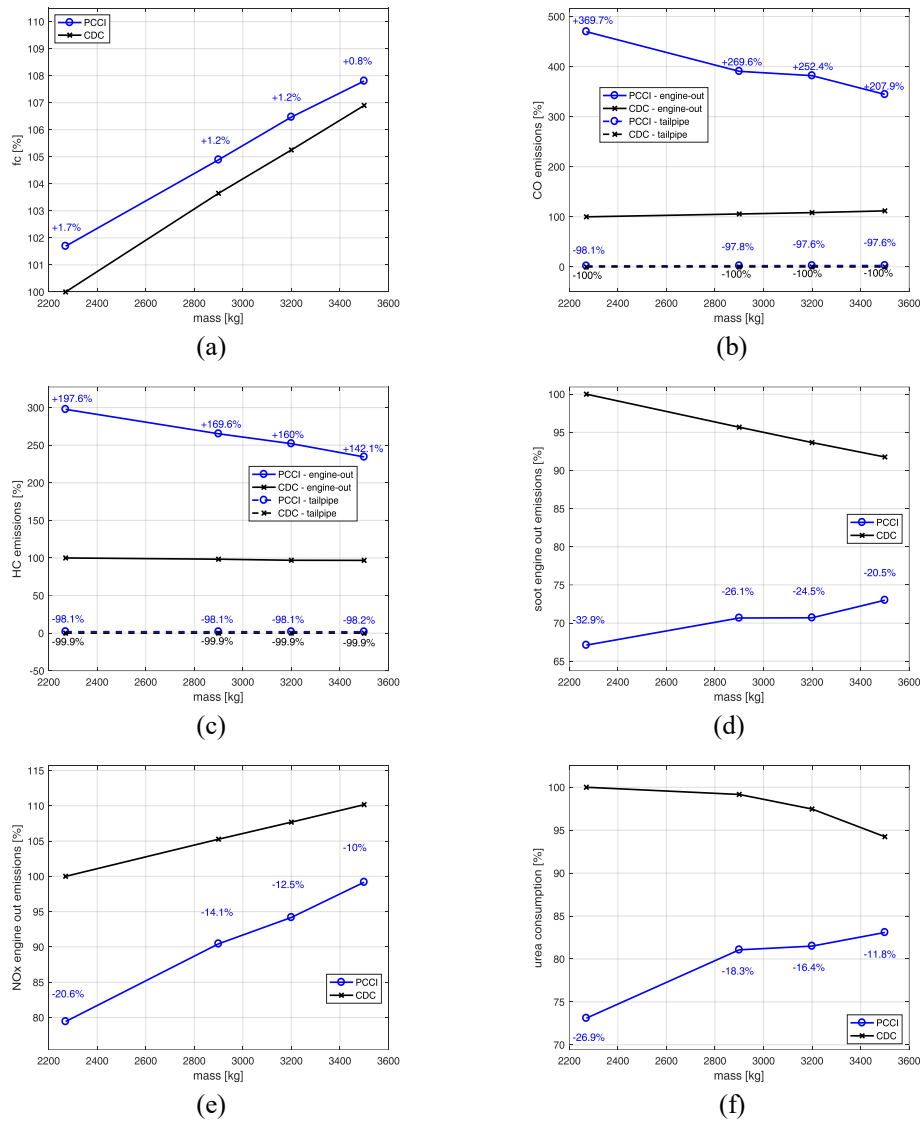 PCCI
CDC
+1.7%
+1.2%
+1.2%
+0.8%
110
109
108
107
106
105
104
103
102
101
100
fc [%]
2200 2400 2600 2800 3000 3200 3400 3600
mass [kg]
(a)
+369.7%
+269.6%
+252.4%
+207.9%
PCCI - engine-out
CDC - engine-out
PCCI - tailpipe
CDC - tailpipe
-98.1%
-97.8%
-97.6%
-97.6%
-100%
-100%
-100%
-100%
500
400
300
200
100
0
CO emissions [%]
2200 2400 2600 2800 3000 3200 3400 3600
mass [kg]
(b)
+197.6%
+169.6%
+160%
+142.1%
PCCI - engine-out
CDC - engine-out
PCCI - tailpipe
CDC - tailpipe
-98.1%
-98.1%
-98.1%
-98.2%
-99.9%
-99.9%
-99.9%
-99.9%
300
250
200
150
100
50
0
-50
HC emissions [%]
2200 2400 2600 2800 3000 3200 3400 3600
mass [kg]
(c)
PCCI
CDC
-32.9%
-26.1%
-24.5%
-20.5%
100
95
90
85
80
75
70
65
soot engine out emissions [%]
2200 2400 2600 2800 3000 3200 3400 3600
mass [kg]
(d)
-20.6%
-14.1%
-12.5%
-10%
PCCI
CDC
115
110
105
100
95
90
85
80
NOx engine out emissions [%]
2200 2400 2600 2800 3000 3200 3400 3600
mass [kg]
(e)
-26.9%
-18.3%
-16.4%
-11.8%
PCCI
CDC
100
95
90
85
80
75
70
urea consumption [%]
2200 2400 2600 2800 3000 3200 3400 3600
mass [kg]
(f)